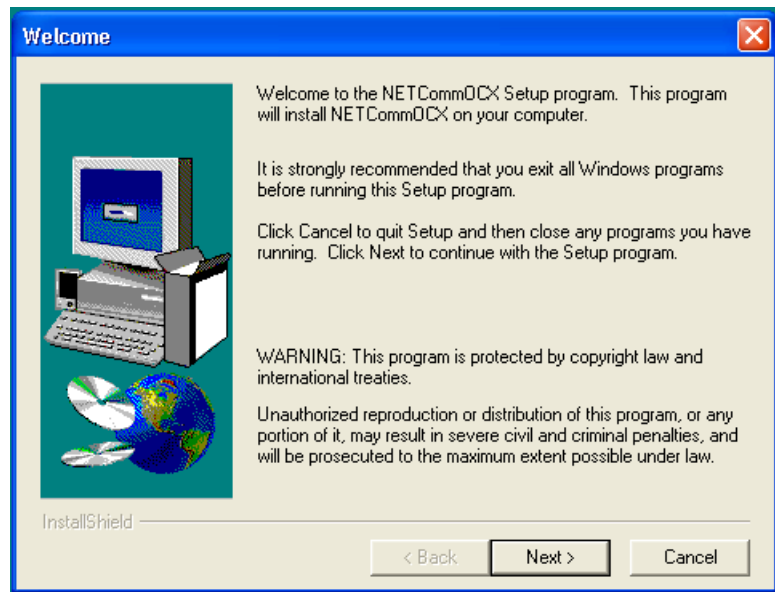 Welcome
Welcome to the NETCommOCX Setup program.  This program
will install NETCommOCX on your computer.
It is strongly recommended that you exit all Windows programs
before running this Setup program.
Click Cancel to quit Setup and then close any programs you have
running.  Click Next to continue with the Setup program.
WARNING: This program is protected by copyright law and
international treaties.
Unauthorized reproduction or distribution of this program, or any
portion of it, may result in severe civil and criminal penalties, and
will be prosecuted to the maximum extent possible under law.
InstallShield
< Back
Next >
Cancel